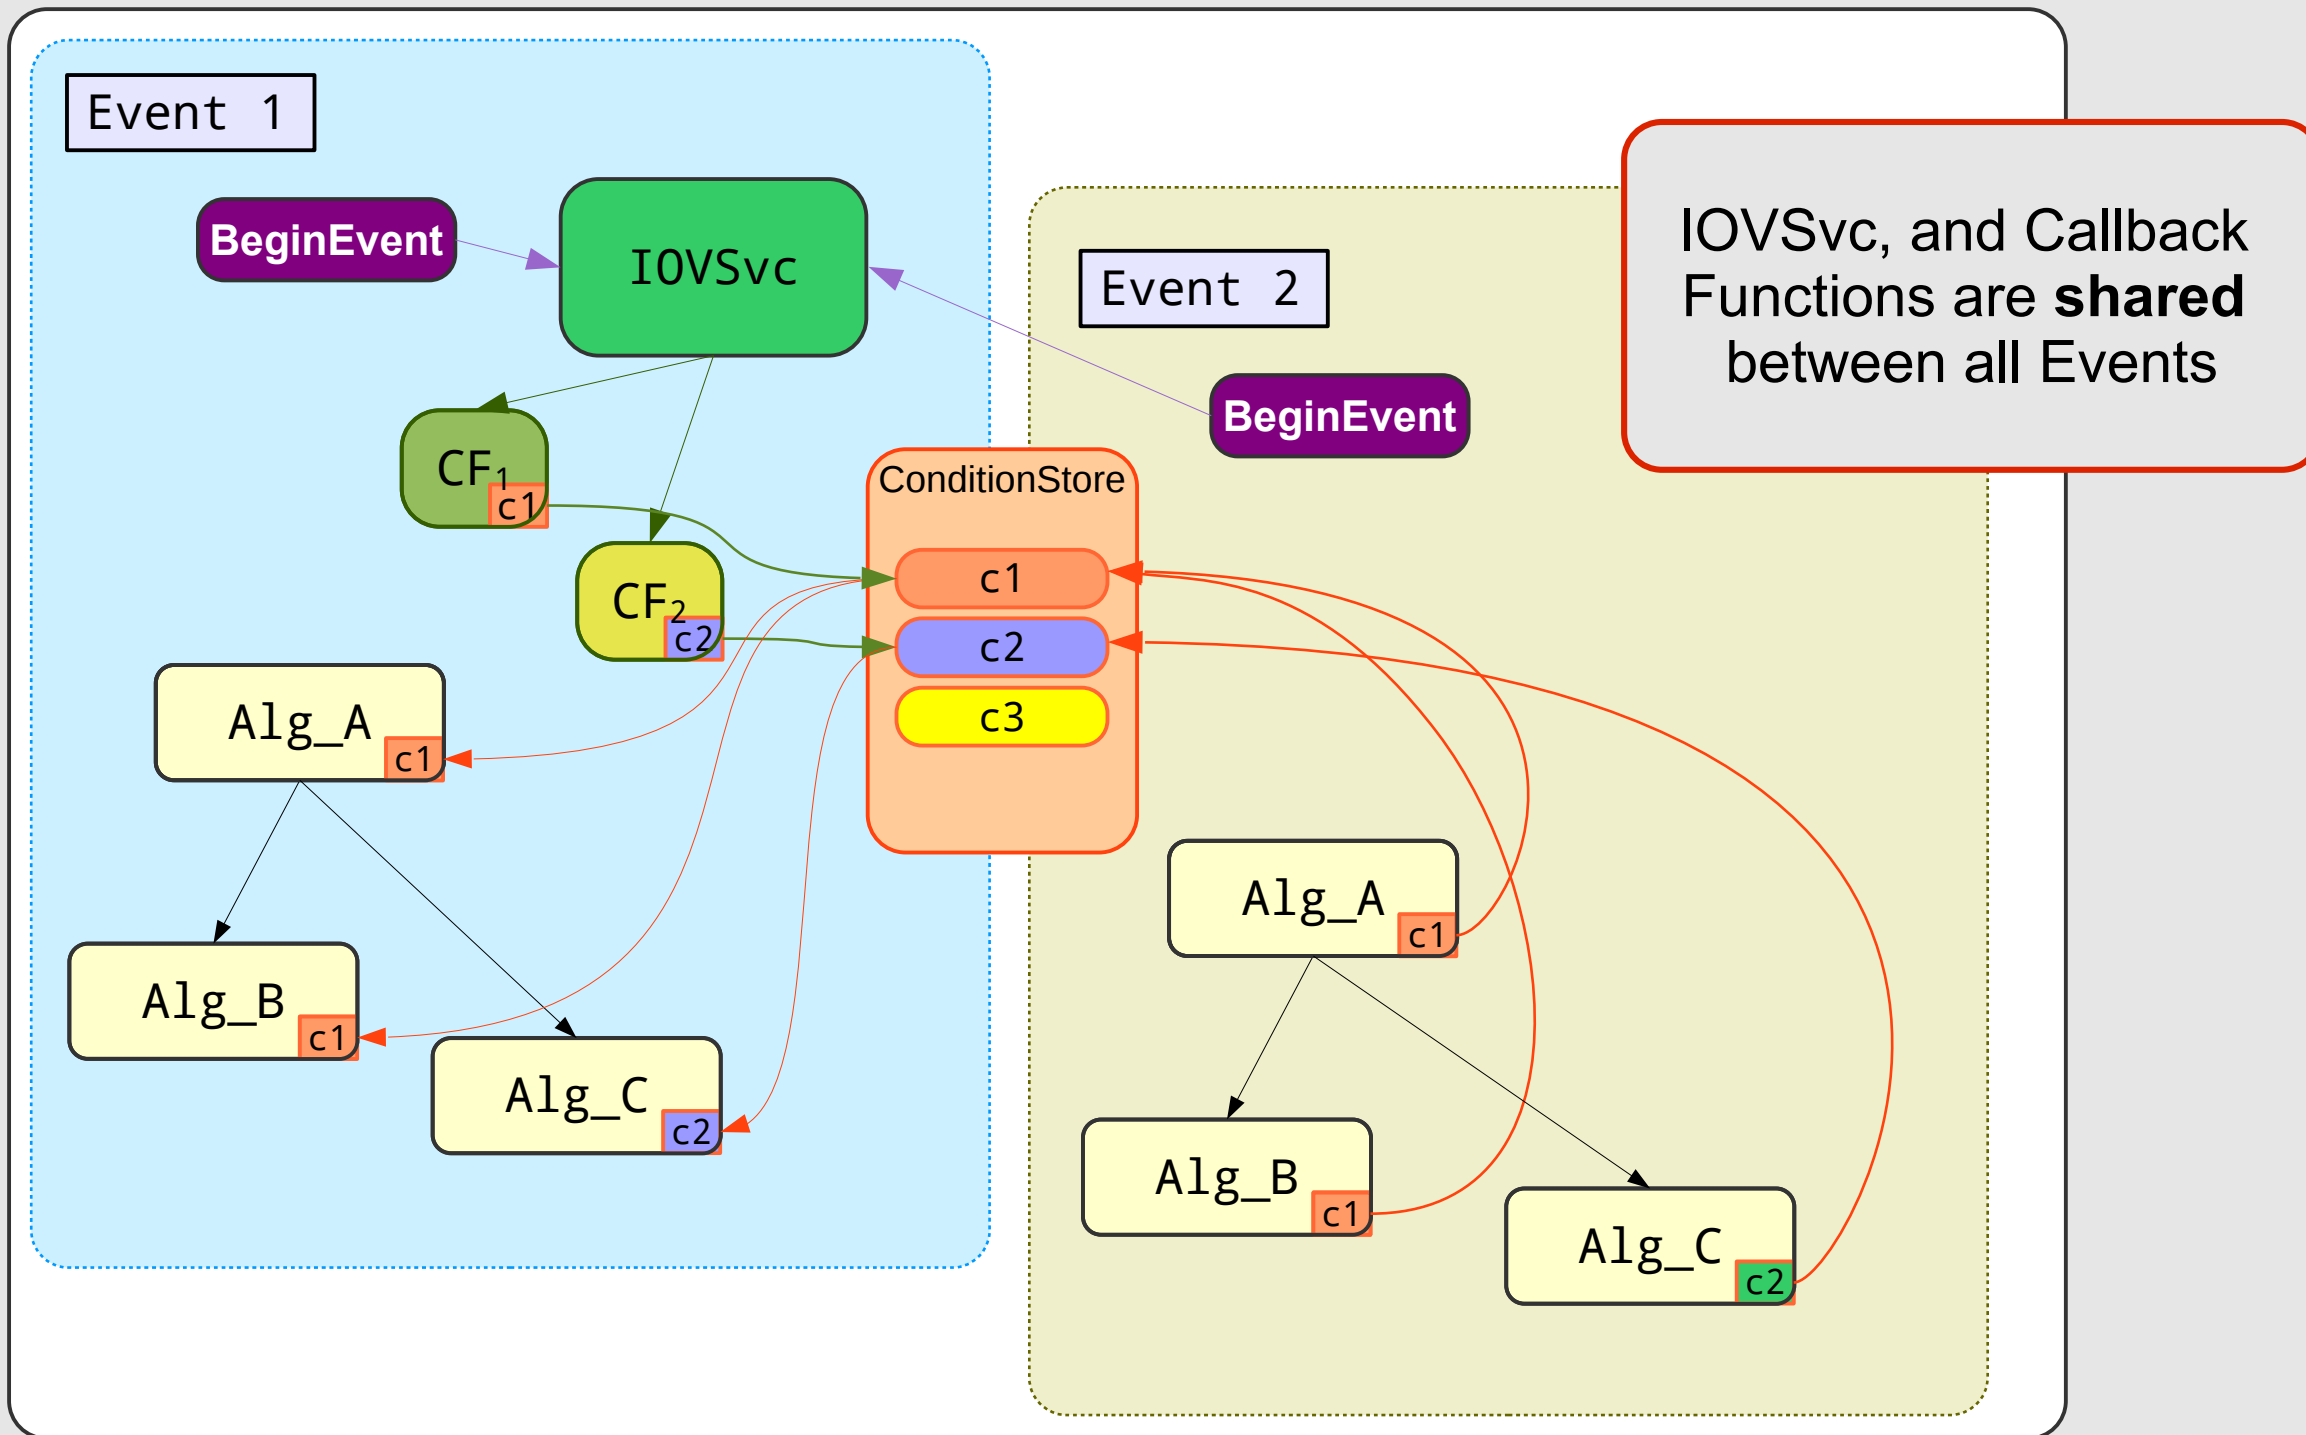 Event 1
BeginEvent
IOVSvc
CF1
c1
CF2
c2
Alg_A
c1
Alg_B
c1
Alg_C
c2
ConditionStore
c1
c2
c3
Event 2
BeginEvent
Alg_A
c1
Alg_B
c1
Alg_C
c2
IOVSvc, and Callback
Functions are shared
between all Events